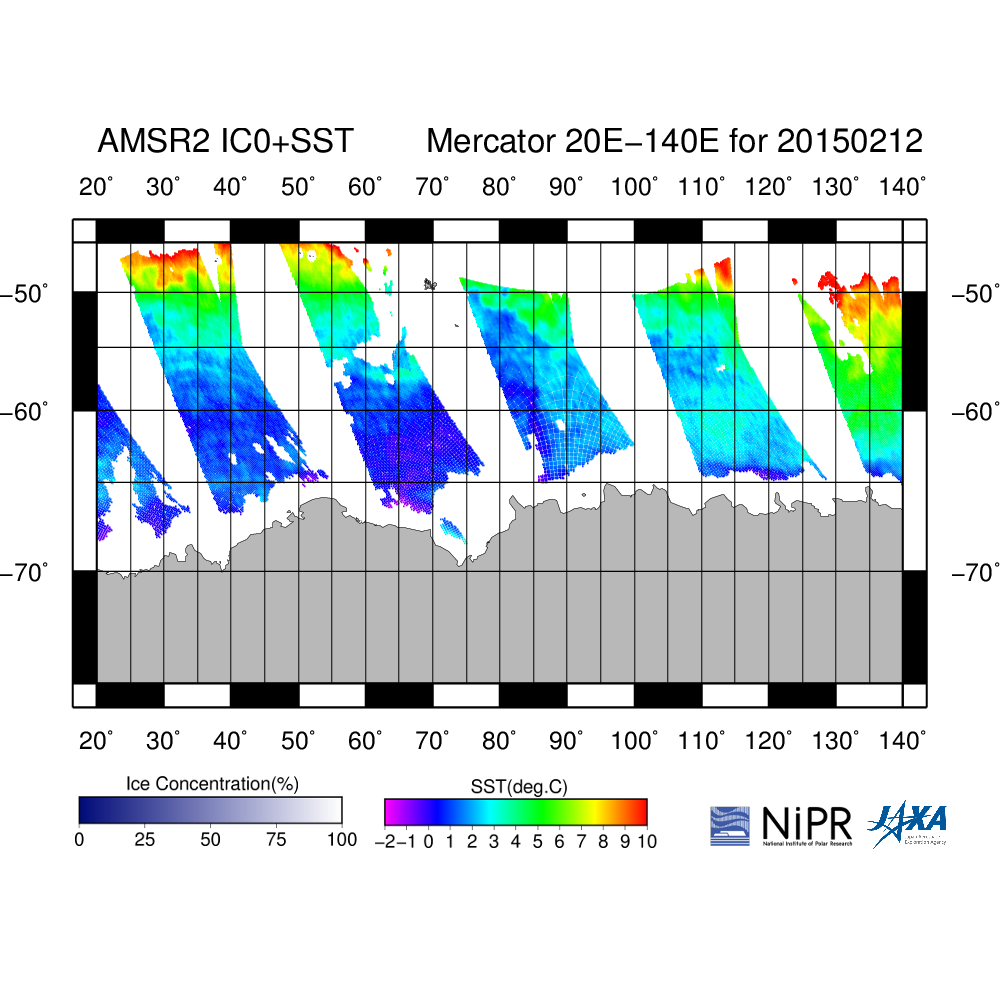 AMSR2 IC0+SST Mercator 20E−140E for 20150212
20° 30° 40° 50° 60° 70° 80° 90° 100° 110° 120° 130° 140°
−50° −50°
−60° −60°
−70° −70°
20° 30° 40° 50° 60° 70° 80° 90° 100° 110° 120° 130° 140°
Ice Concentration(%) SST(deg.C)
0 25 50 75 100 −2 −1 0 1 2 3 4 5 6 7 8 9 10
NiPR
National Institute of Polar Research
JAXA
Exploration Agency